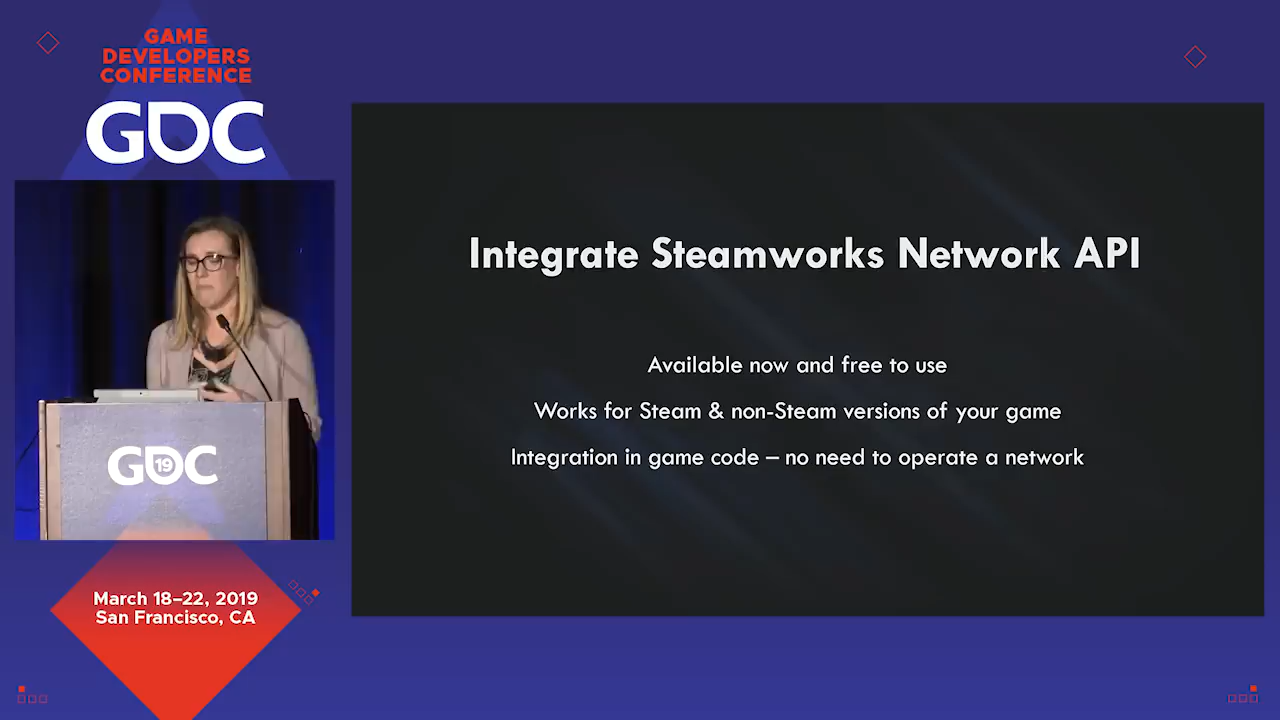 GAME
DEVELOPERS
CONFERENCE
GDC
Integrate Steamworks Network API
Available now and free to use
Works for Steam & non-Steam versions of your game
Integration in game code – no need to operate a network
GDC
19
March 18–22, 2019
San Francisco, CA